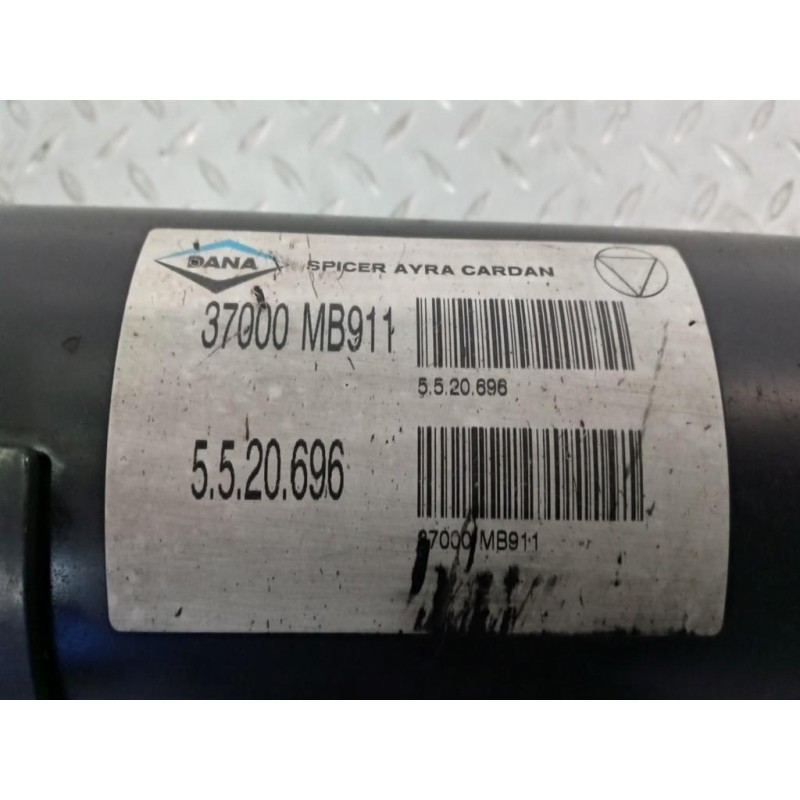 DANA SPICER AYRA CARDAN
37000 MB911
5.5.20.696
5.5.20.696
37000 MB911